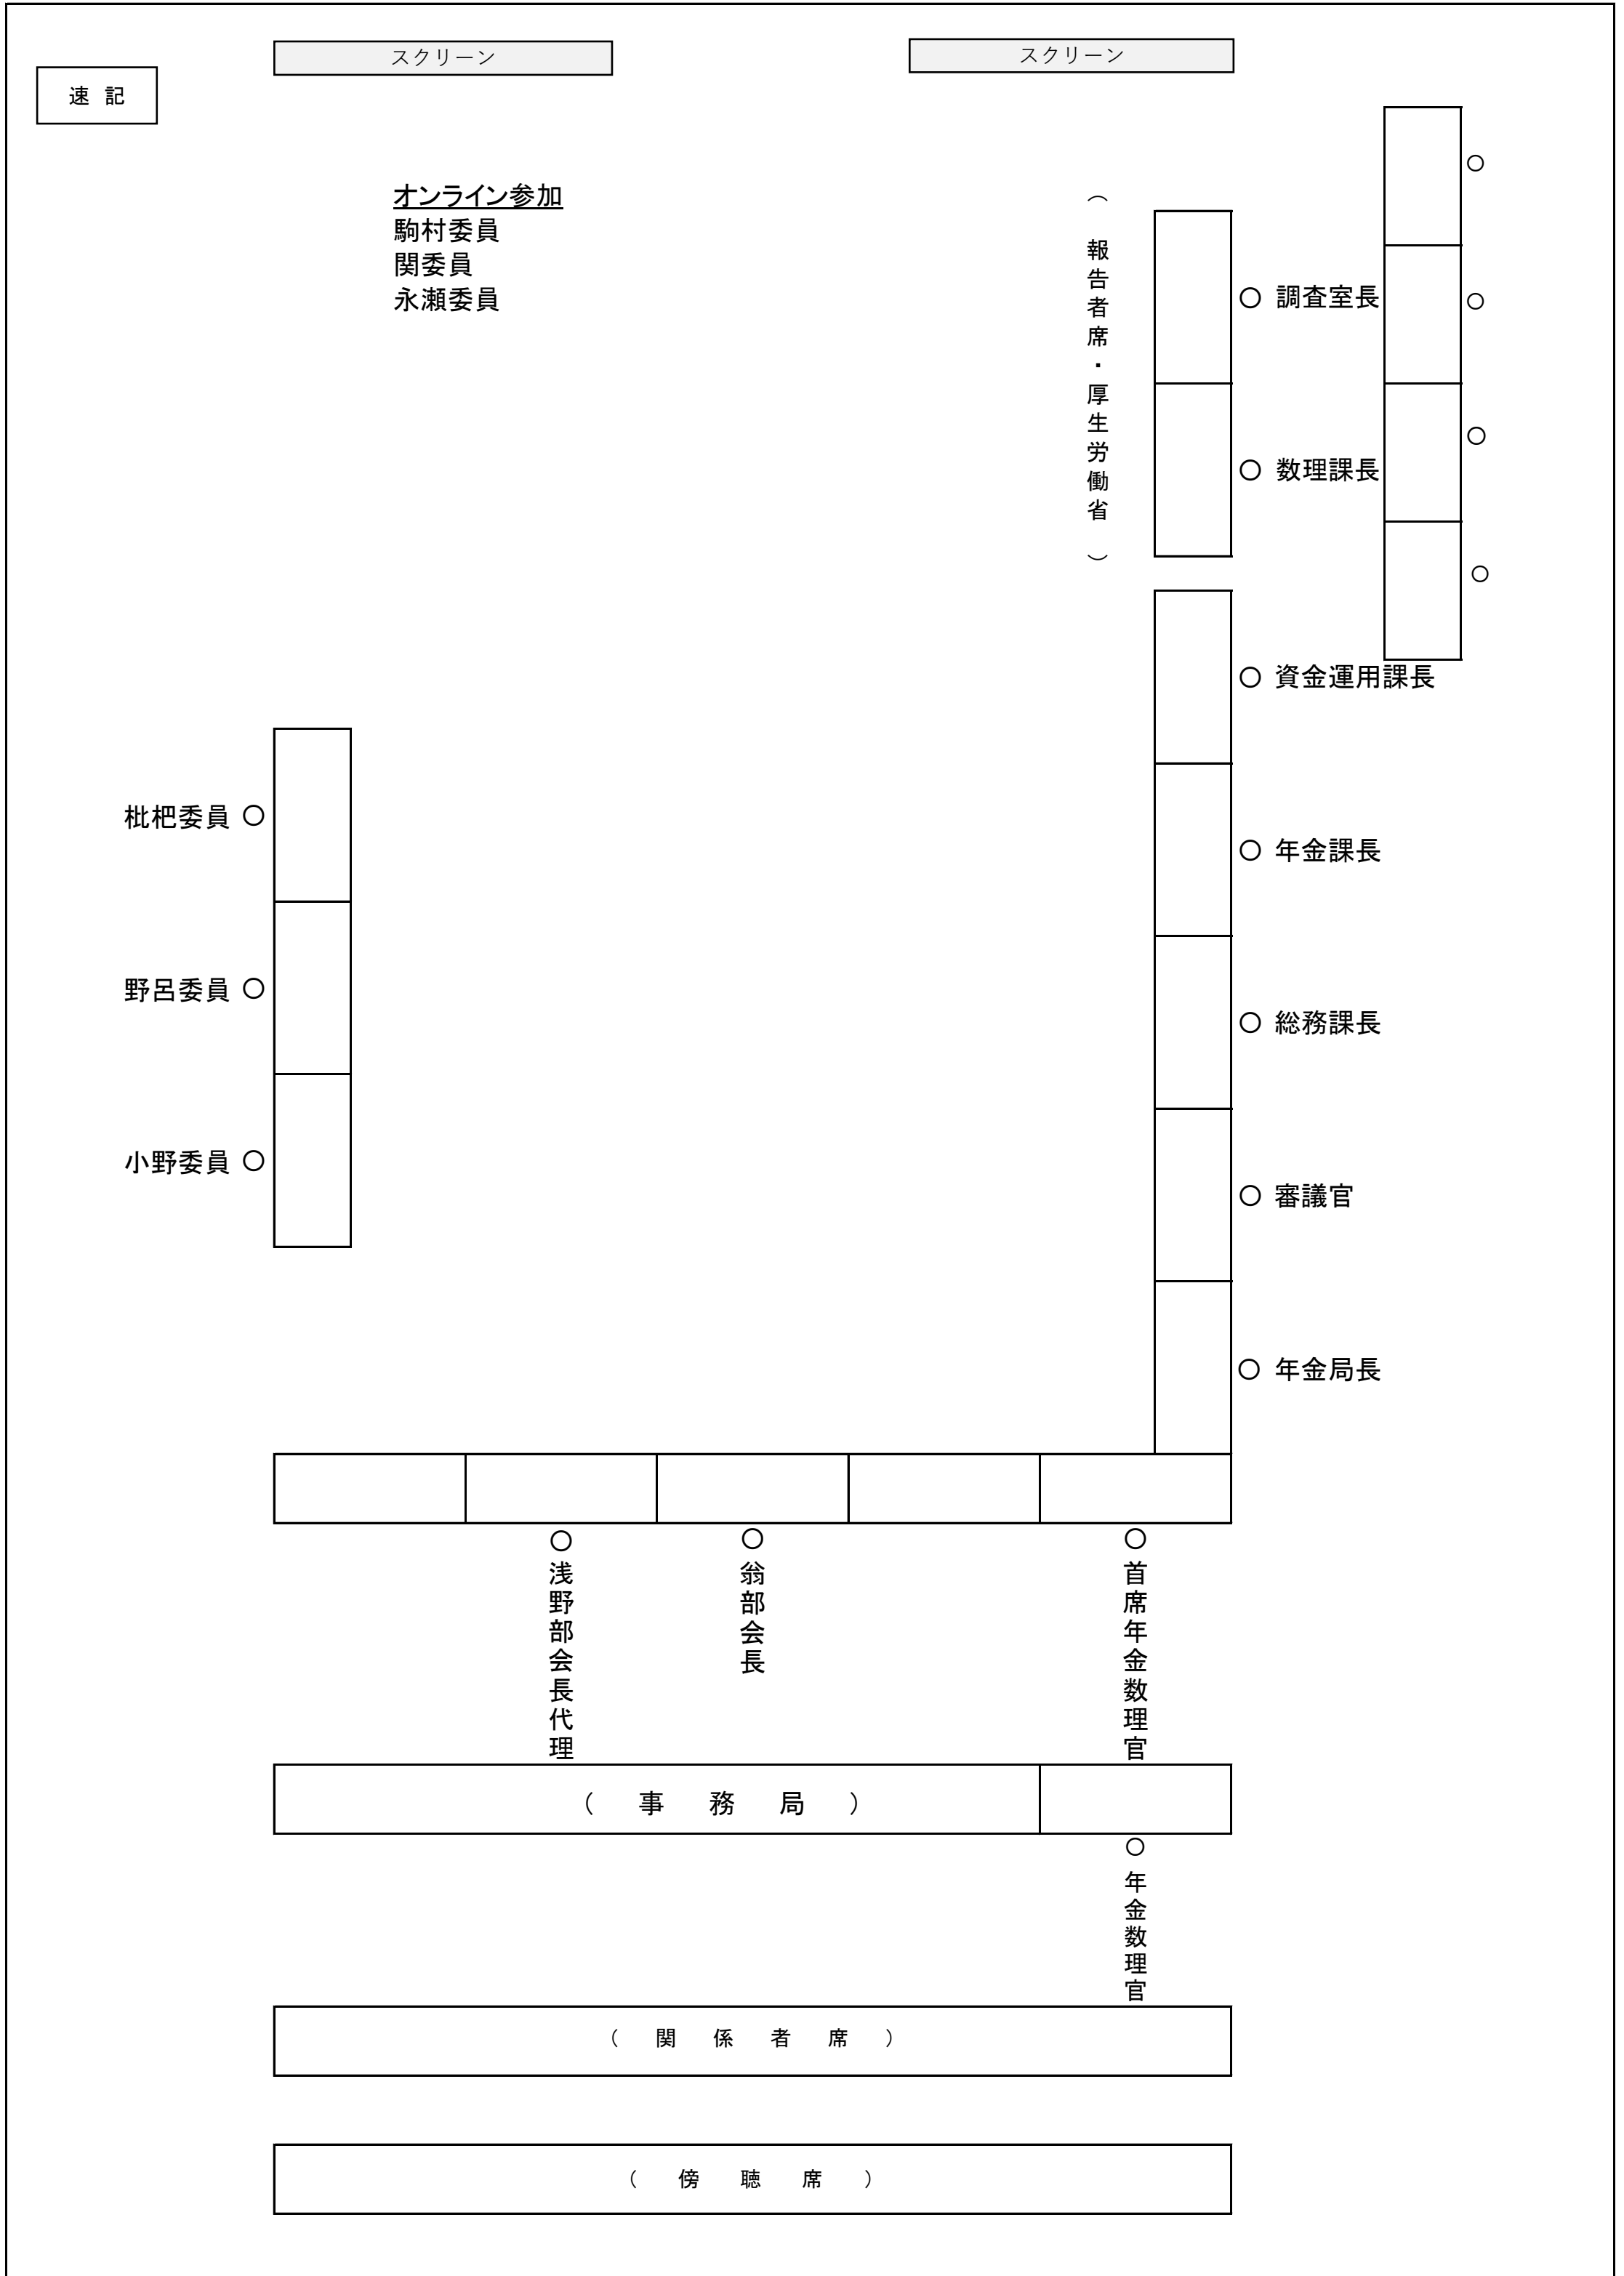 スクリーン
スクリーン
速 記
オンライン参加
駒村委員
関委員
永瀬委員
（ 報告者席・厚生労働省 ）
○ 調査室長
○ 数理課長
○
○
○
○
○ 資金運用課長
○ 年金課長
○ 総務課長
○ 審議官
○ 年金局長
枇杷委員 ○
野呂委員 ○
小野委員 ○
○浅野部会長代理
○翁部会長
○首席年金数理官
（ 事 務 局 ）
○年金数理官
（ 関 係 者 席 ）
（ 傍 聴 席 ）